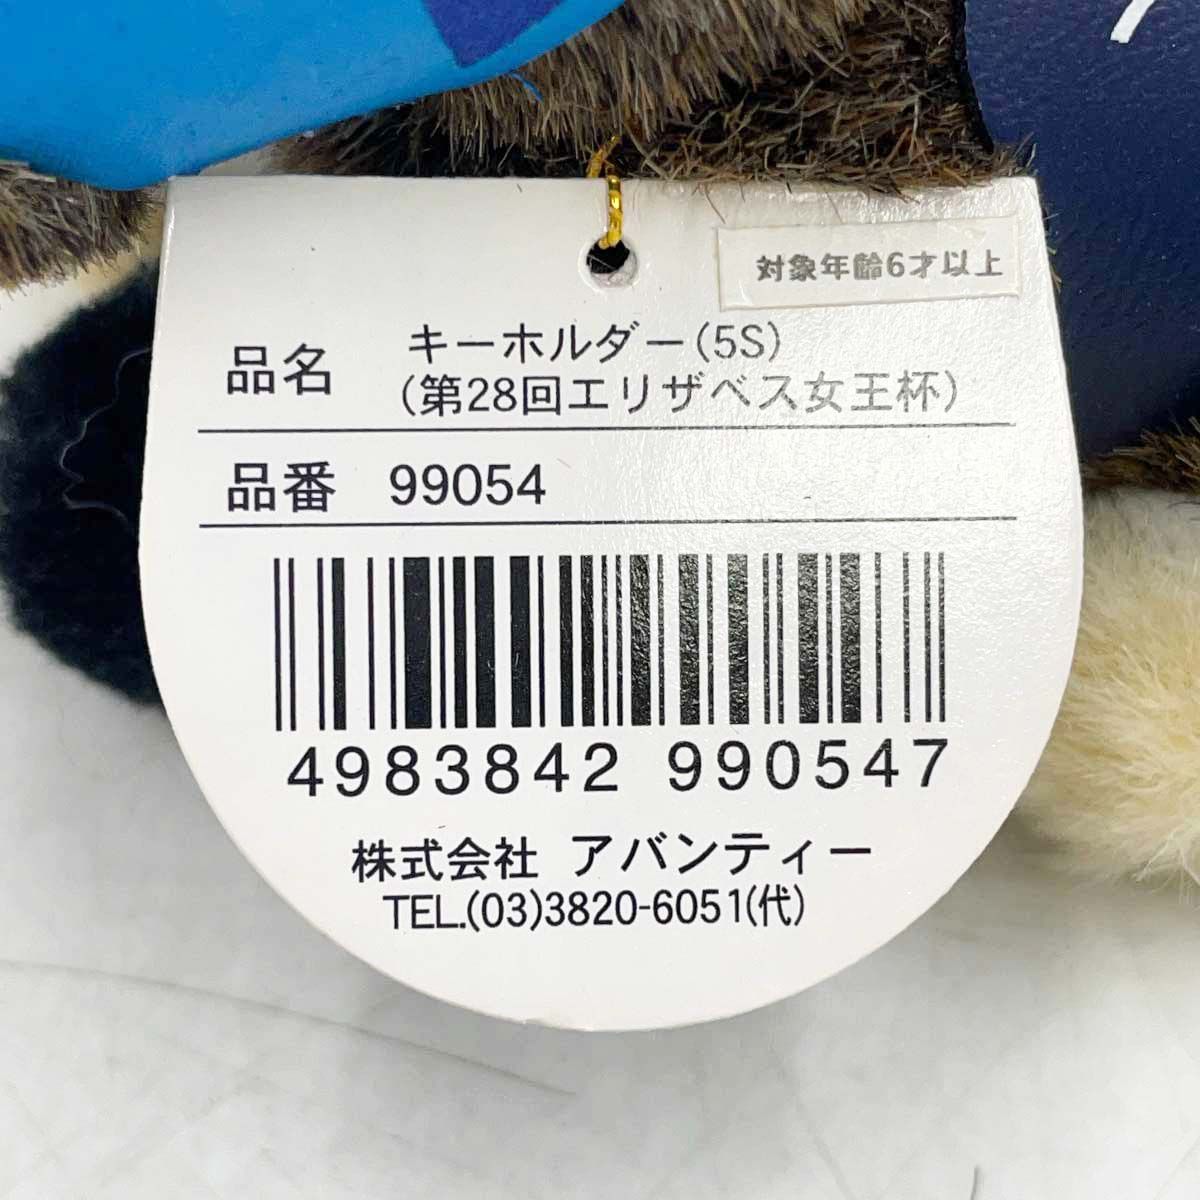 対象年齢6才以上
品名 キーホルダー(5S)
(第28回エリザベス女王杯)
品番 99054
4983842 990547
株式会社 アバンティー
TEL.(03)3820-6051(代)